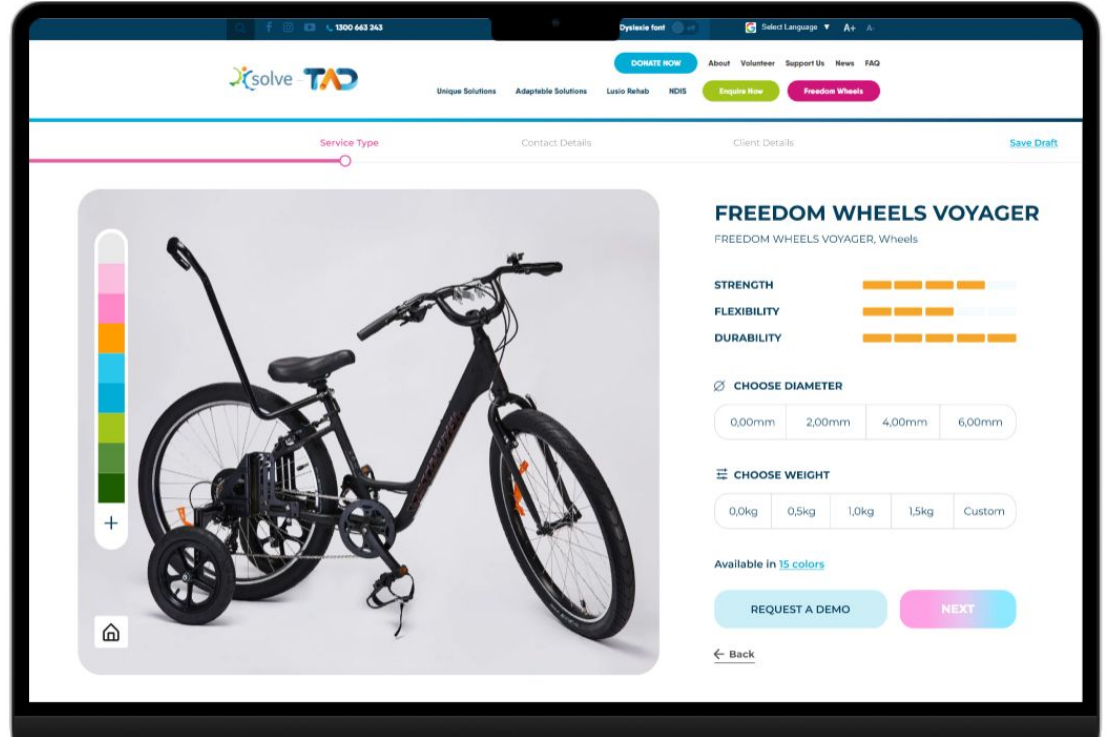 1300 663 243
Dyslexie font
off
Select Language ▼
A+ A-
solve - TAD
DONATE NOW
About Volunteer Support Us News FAQ
Unique Solutions Adaptable Solutions Lusio Rehab NDIS
Enquire Now
Freedom Wheels
Service Type
Contact Details
Client Details
Save Draft
FREEDOM WHEELS VOYAGER
FREEDOM WHEELS VOYAGER, Wheels
STRENGTH
FLEXIBILITY
DURABILITY
CHOOSE DIAMETER
0,00mm 2,00mm 4,00mm 6,00mm
CHOOSE WEIGHT
0,0kg 0,5kg 1,0kg 1,5kg Custom
Available in 15 colors
REQUEST A DEMO
NEXT
← Back